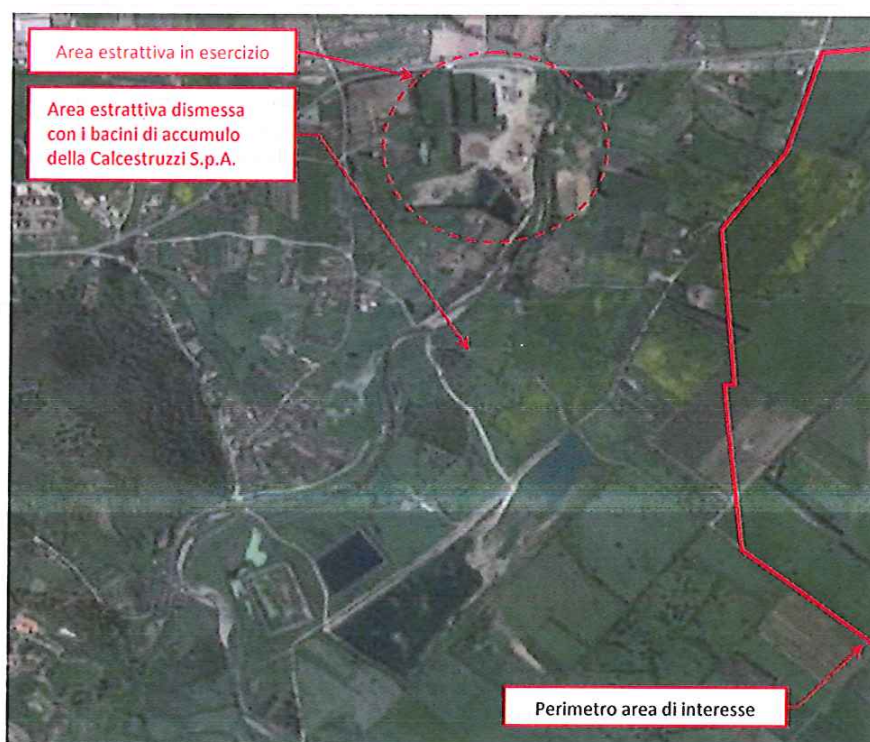 Area estrattiva in esercizio
Area estrattiva dismessa
con i bacini di accumulo
della Calcestruzzi S.p.A.
Perimetro area di interesse